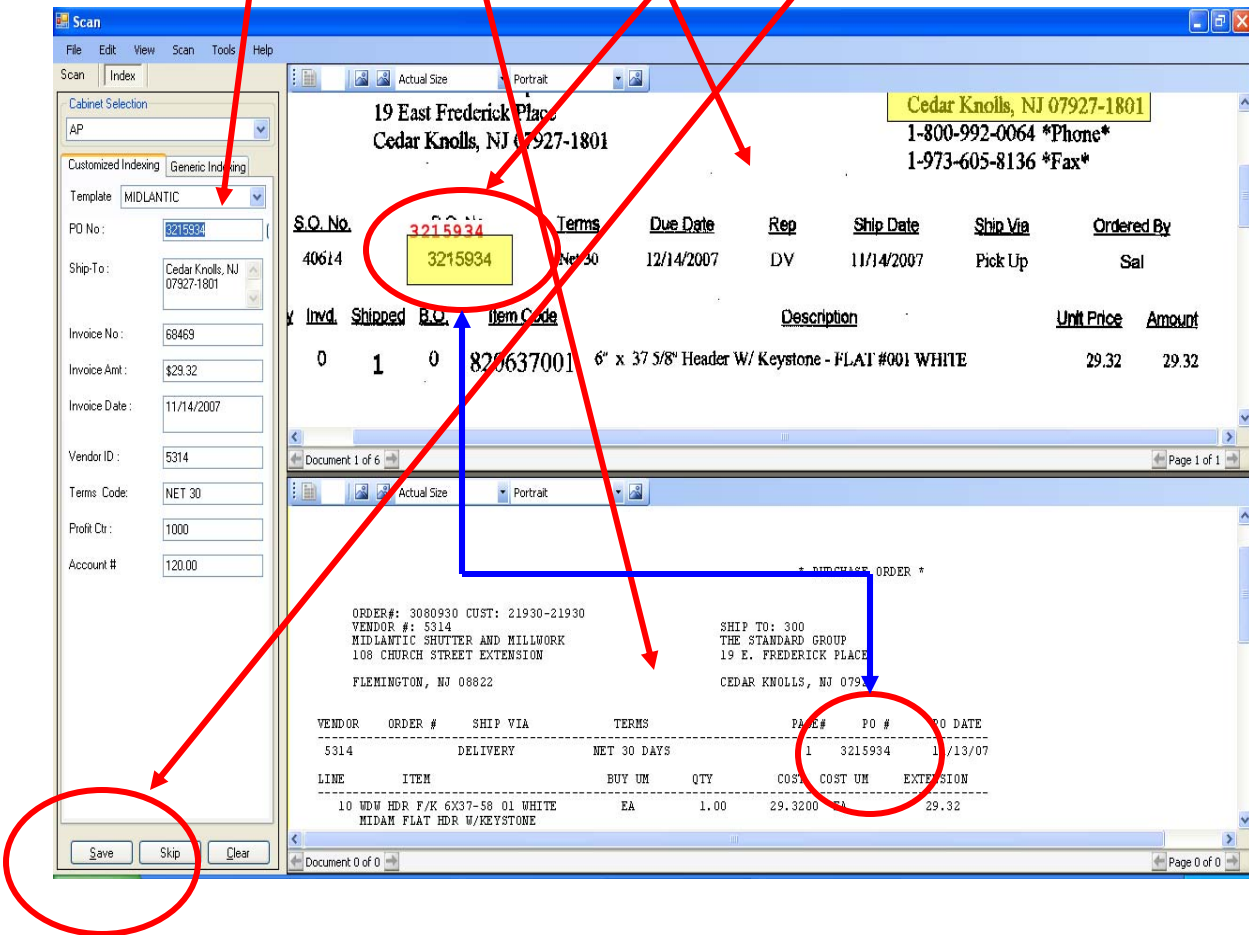 Scan
File Edit View Scan Tools Help
Scan Index
Cabinet Selection
AP
Customized Indexing Generic Indexing
Template MIDLANTIC
PO No : 3215934
Ship-To : Cedar Knolls, NJ
07927-1801
Invoice No : 68469
Invoice Amt : $29.32
Invoice Date : 11/14/2007
Vendor ID : 5314
Terms Code: NET 30
Profit Ctr : 1000
Account # 120.00
Save Skip Clear
Actual Size Portrait
19 East Frederick Place
Cedar Knolls, NJ 07927-1801
Cedar Knolls, NJ 07927-1801
1-800-992-0064 *Phone*
1-973-605-8136 *Fax*
S.O. No. P.O. No. Terms Due Date Rep Ship Date Ship Via Ordered By
3215934
40614 3215934 Net 30 12/14/2007 DV 11/14/2007 Pick Up Sal
Invd. Shipped B.O. Item Code Description Unit Price Amount
0 1 0 820637001 6" x 37 5/8" Header W/ Keystone - FLAT #001 WHITE 29.32 29.32
Document 1 of 6 Page 1 of 1
Actual Size Portrait
* PURCHASE ORDER *
ORDER#: 3080930 CUST: 21930-21930
VENDOR #: 5314 SHIP TO: 300
MIDLANTIC SHUTTER AND MILLWORK THE STANDARD GROUP
108 CHURCH STREET EXTENSION 19 E. FREDERICK PLACE
FLEMINGTON, NJ 08822 CEDAR KNOLLS, NJ
VENDOR ORDER # SHIP VIA TERMS PAGE# PO # PO DATE
5314 DELIVERY NET 30 DAYS 1 3215934
LINE ITEM BUY UM QTY COST COST UM EXTENSION
10 WDW HDR F/K 6X37-58 01 WHITE EA 1.00 29.3200 EA 29.32
MIDAM FLAT HDR W/KEYSTONE
Document 0 of 0 Page 0 of 0